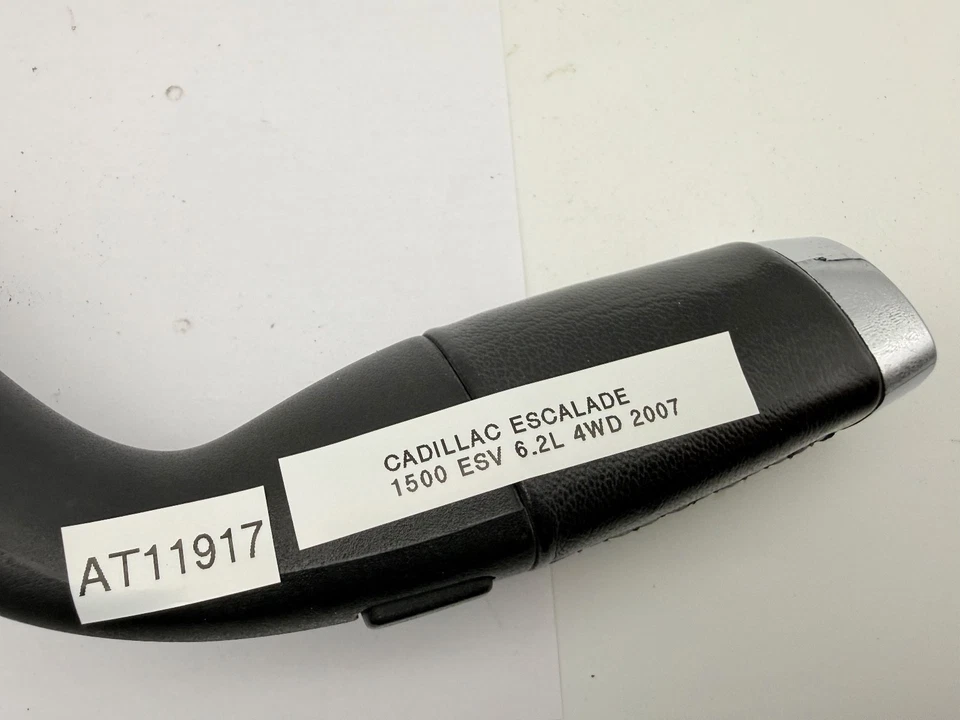 CADILLAC ESCALADE
1500 ESV 6.2L 4WD 2007
AT11917